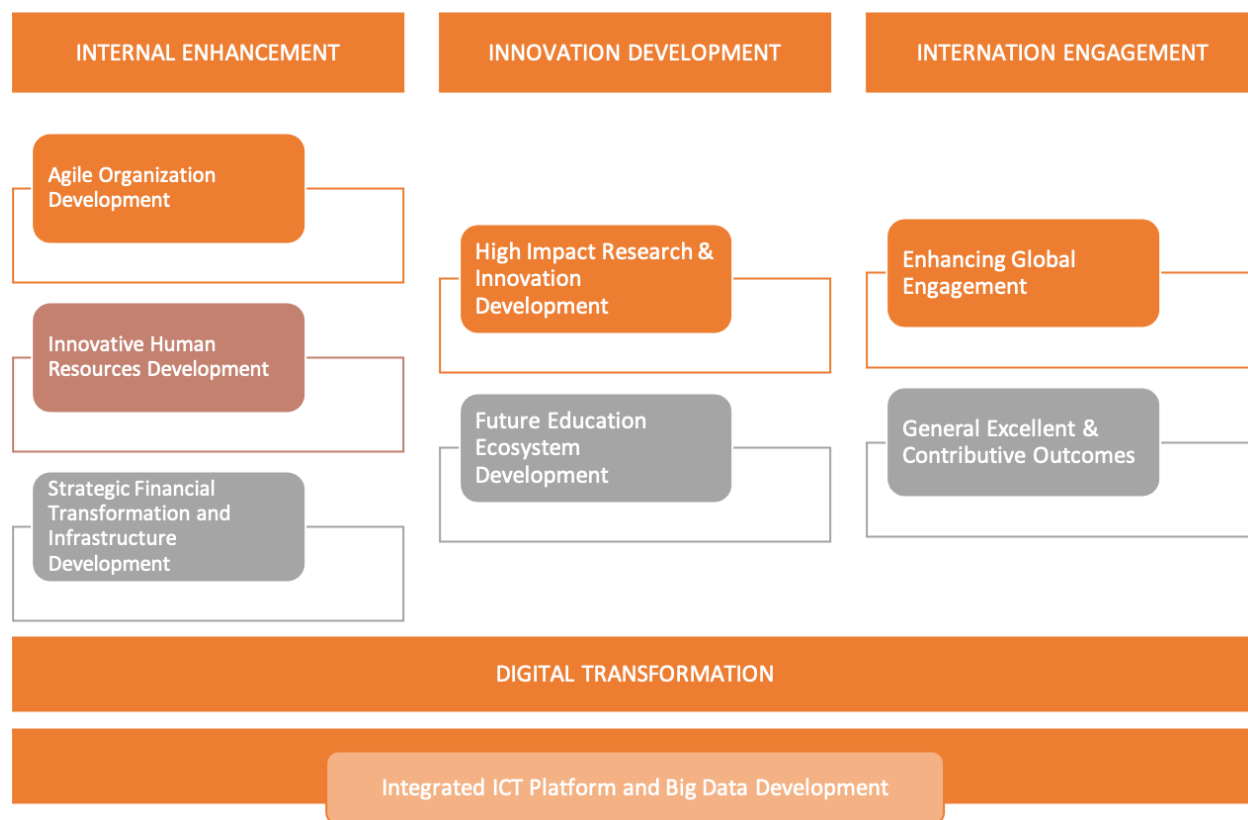 INTERNAL ENHANCEMENT
INNOVATION DEVELOPMENT
INTERNATION ENGAGEMENT
Agile Organization
Development
Innovative Human
Resources Development
Strategic Financial
Transformation and
Infrastructure
Development
High Impact Research &
Innovation
Development
Future Education
Ecosystem
Development
Enhancing Global
Engagement
General Excellent &
Contributive Outcomes
DIGITAL TRANSFORMATION
Integrated ICT Platform and Big Data Development